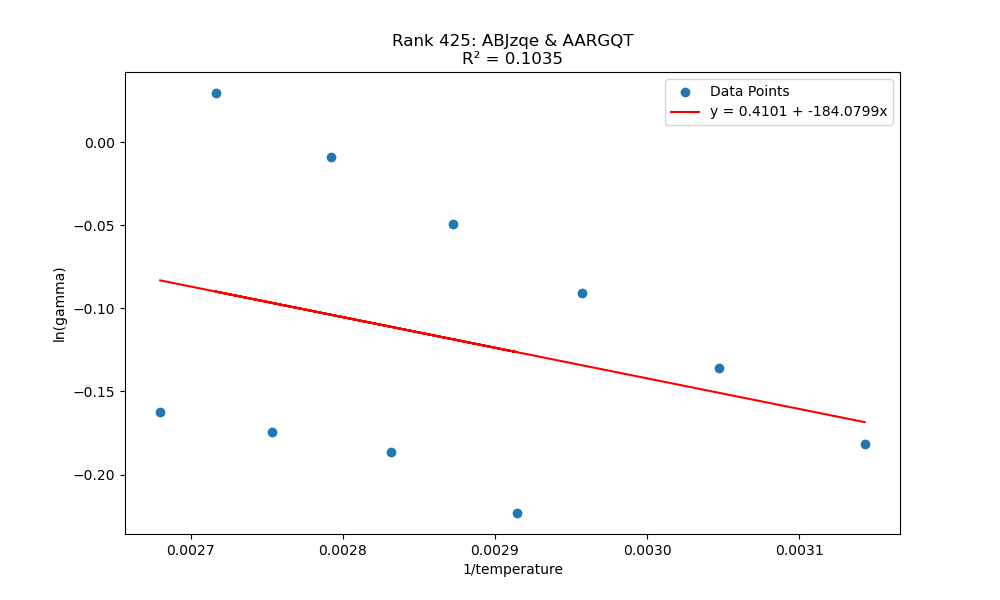 Rank 425: ABJzqe & AARGQT
R² = 0.1035
Data Points
y = 0.4101 + -184.0799x
ln(gamma)
0.00
−0.05
−0.10
−0.15
−0.20
0.0027 0.0028 0.0029 0.0030 0.0031
1/temperature